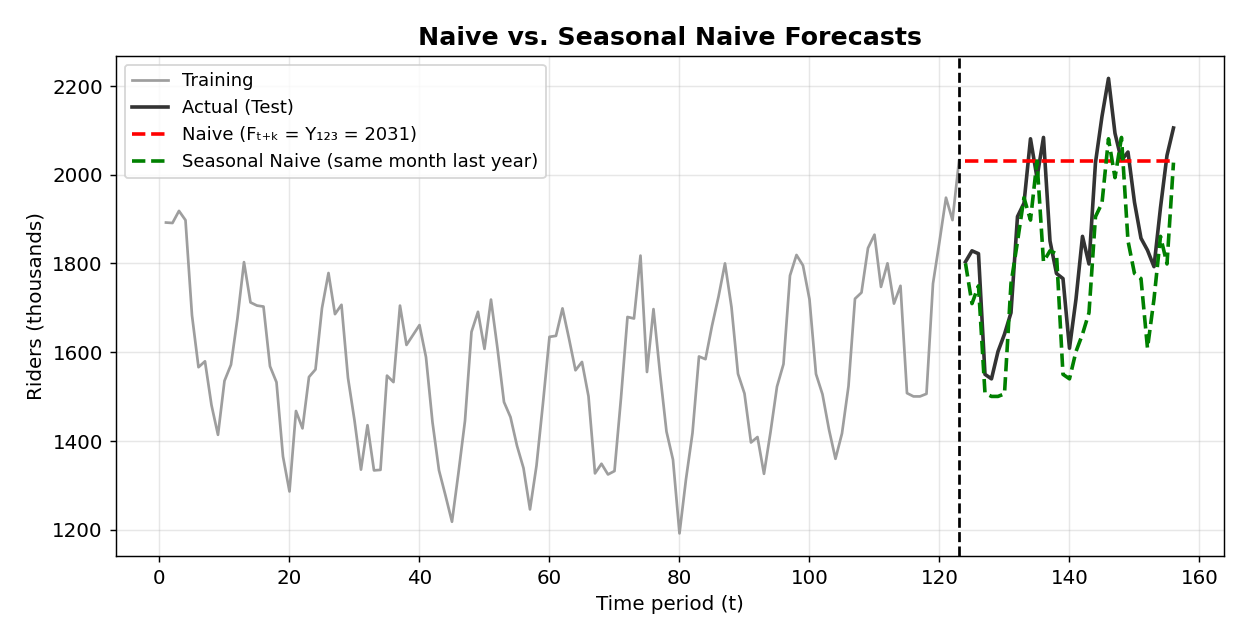 Naive vs. Seasonal Naive Forecasts
Training
Actual (Test)
Naive (Fₜ₊ₖ = Y₁₂₃ = 2031)
Seasonal Naive (same month last year)
Riders (thousands)
2200
2000
1800
1600
1400
1200
0 20 40 60 80 100 120 140 160
Time period (t)